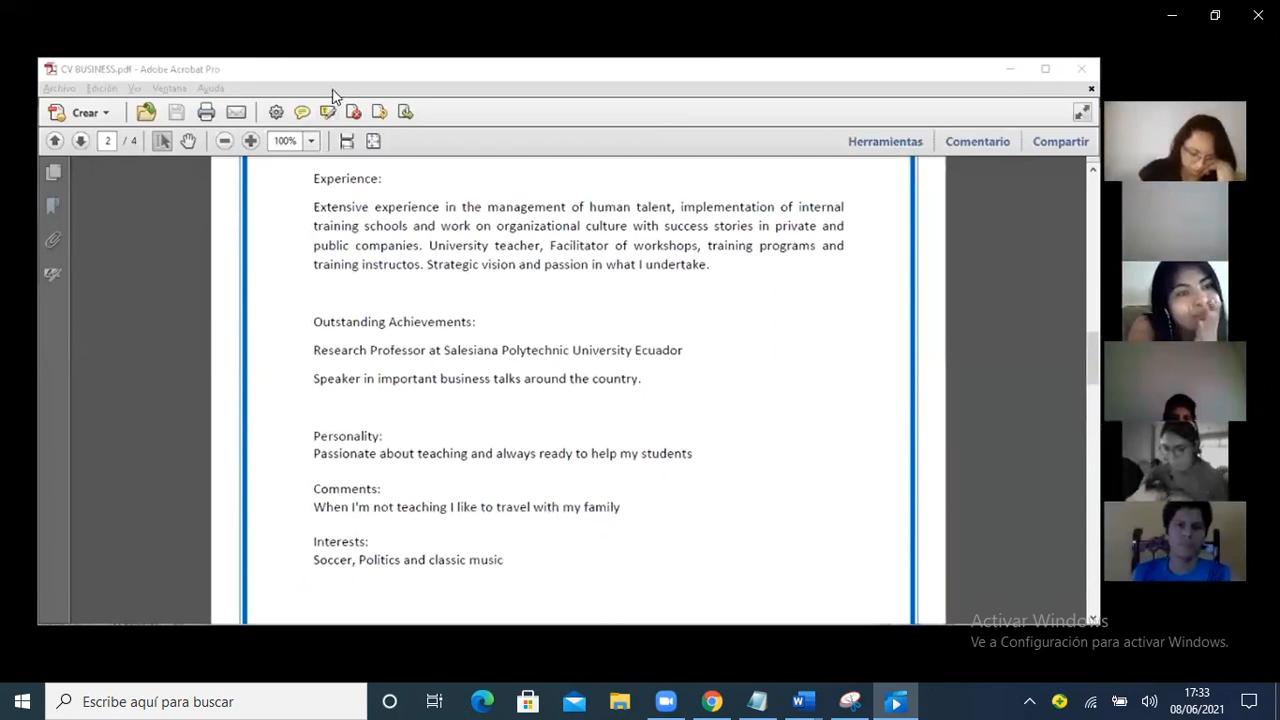 CV BUSINESS.pdf - Adobe Acrobat Pro
Archivo Edición Ver Ventana Ayuda
Crear
2 / 4 100% Herramientas Comentario Compartir
Experience:
Extensive experience in the management of human talent, implementation of internal
training schools and work on organizational culture with success stories in private and
public companies. University teacher, Facilitator of workshops, training programs and
training instructos. Strategic vision and passion in what I undertake.
Outstanding Achievements:
Research Professor at Salesiana Polytechnic University Ecuador
Speaker in important business talks around the country.
Personality:
Passionate about teaching and always ready to help my students
Comments:
When I'm not teaching I like to travel with my family
Interests:
Soccer, Politics and classic music
Activar Windows
Ve a Configuración para activar Windows.
Escribe aquí para buscar
17:33
08/06/2021